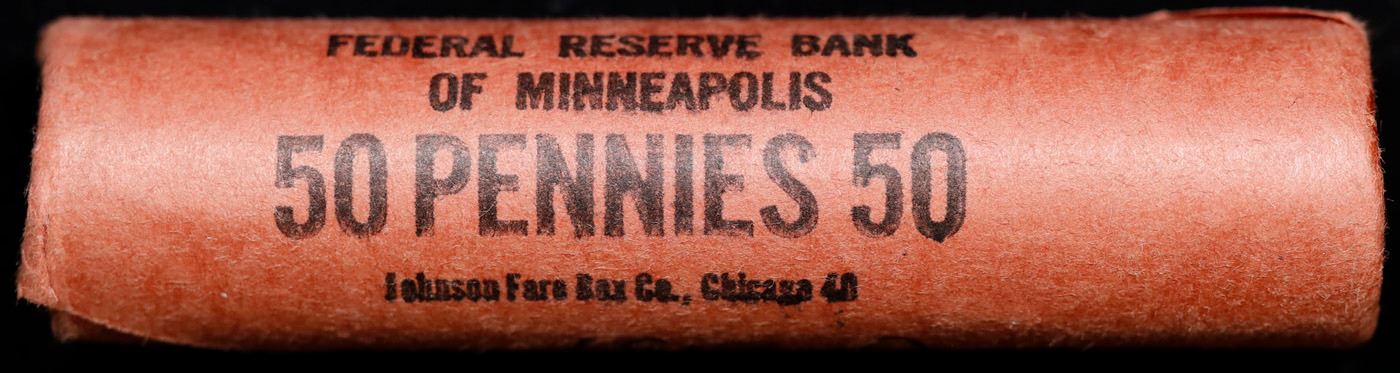 FEDERAL RESERVE BANK
OF MINNEAPOLIS
50 PENNIES 50
Johnson Fare Box Co., Chicago 40